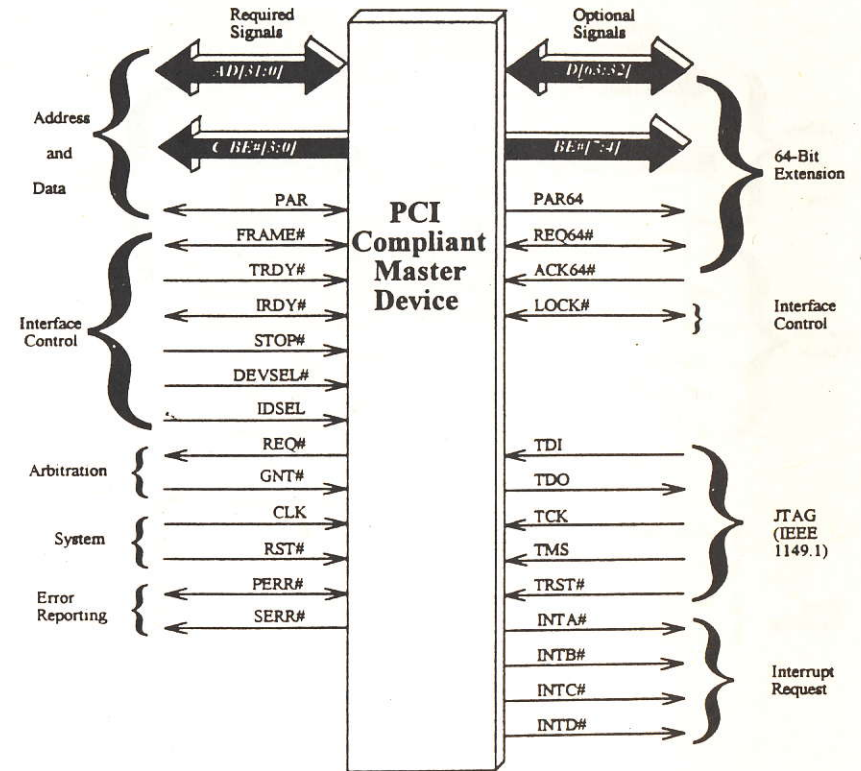 Required
Signals
Optional
Signals
AD[31:0]
D[63:32]
Address
and
Data
C/BE#[3:0]
BE#[7:4]
64-Bit
Extension
PAR
PAR64
PCI
Compliant
Master
Device
FRAME#
REQ64#
TRDY#
ACK64#
Interface
Control
IRDY#
LOCK#
Interface
Control
STOP#
DEVSEL#
IDSEL
Arbitration
REQ#
TDI
GNT#
TDO
System
CLK
TCK
JTAG
(IEEE
1149.1)
RST#
TMS
Error
Reporting
PERR#
TRST#
SERR#
INTA#
INTB#
Interrupt
Request
INTC#
INTD#